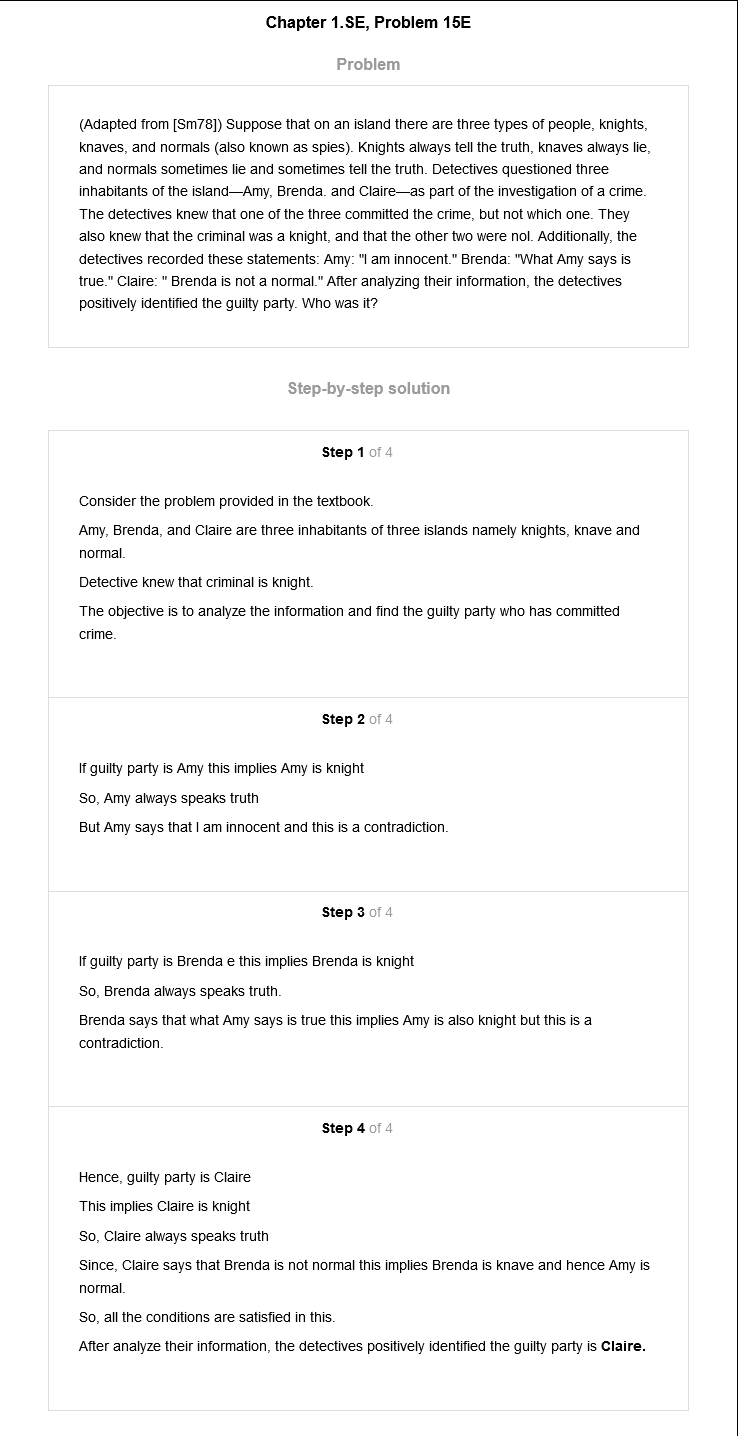 Chapter 1.SE, Problem 15E
Problem
(Adapted from [Sm78]) Suppose that on an island there are three types of people, knights,
knaves, and normals (also known as spies). Knights always tell the truth, knaves always lie,
and normals sometimes lie and sometimes tell the truth. Detectives questioned three
inhabitants of the island—Amy, Brenda. and Claire—as part of the investigation of a crime.
The detectives knew that one of the three committed the crime, but not which one. They
also knew that the criminal was a knight, and that the other two were nol. Additionally, the
detectives recorded these statements: Amy: "I am innocent." Brenda: "What Amy says is
true." Claire: " Brenda is not a normal." After analyzing their information, the detectives
positively identified the guilty party. Who was it?
Step-by-step solution
Step 1 of 4
Consider the problem provided in the textbook.
Amy, Brenda, and Claire are three inhabitants of three islands namely knights, knave and
normal.
Detective knew that criminal is knight.
The objective is to analyze the information and find the guilty party who has committed
crime.
Step 2 of 4
If guilty party is Amy this implies Amy is knight
So, Amy always speaks truth
But Amy says that I am innocent and this is a contradiction.
Step 3 of 4
If guilty party is Brenda e this implies Brenda is knight
So, Brenda always speaks truth.
Brenda says that what Amy says is true this implies Amy is also knight but this is a
contradiction.
Step 4 of 4
Hence, guilty party is Claire
This implies Claire is knight
So, Claire always speaks truth
Since, Claire says that Brenda is not normal this implies Brenda is knave and hence Amy is
normal.
So, all the conditions are satisfied in this.
After analyze their information, the detectives positively identified the guilty party is Claire.